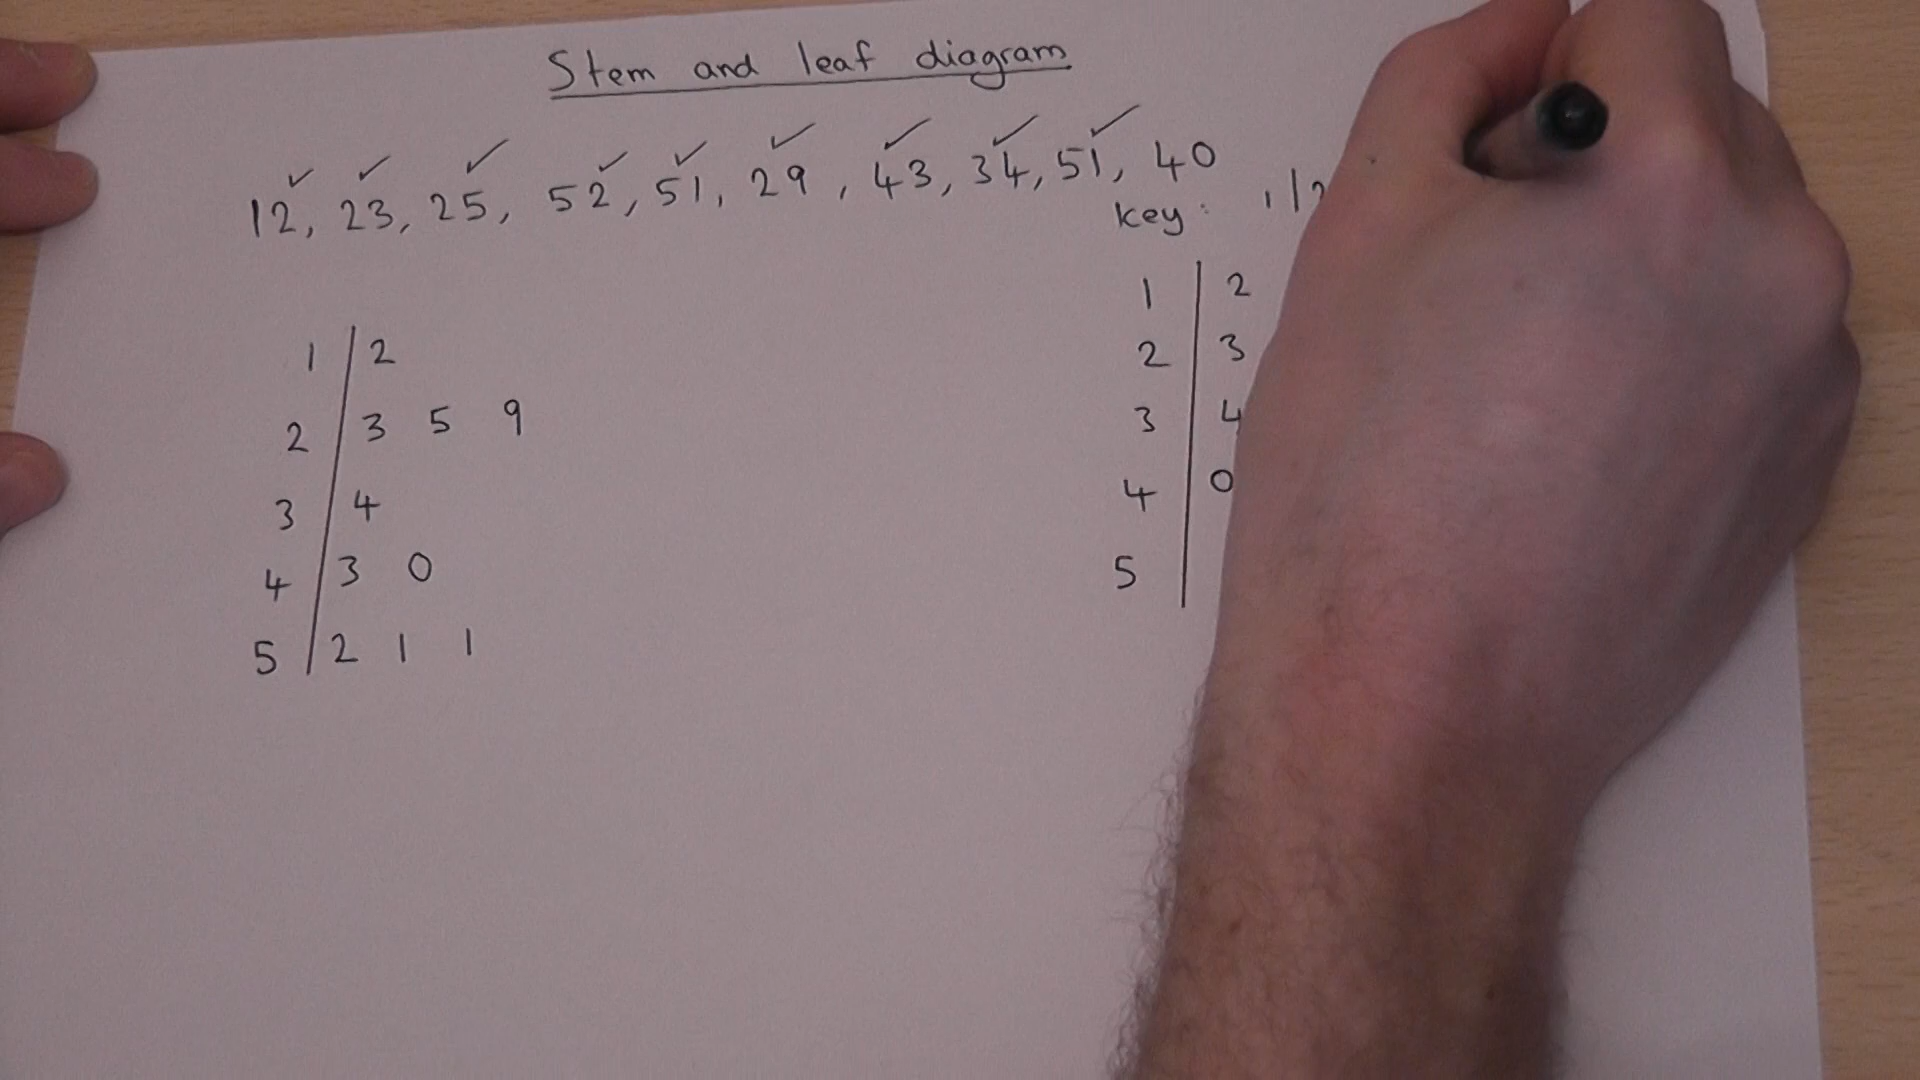 Stem and leaf diagram
12, 23, 25, 52, 51, 29, 43, 34, 51, 40
key: 1|2
1 | 2
2 | 3 5 9
3 | 4
4 | 3 0
5 | 2 1 1
1 | 2
2 | 3
3 | 4
4 | 0
5 |